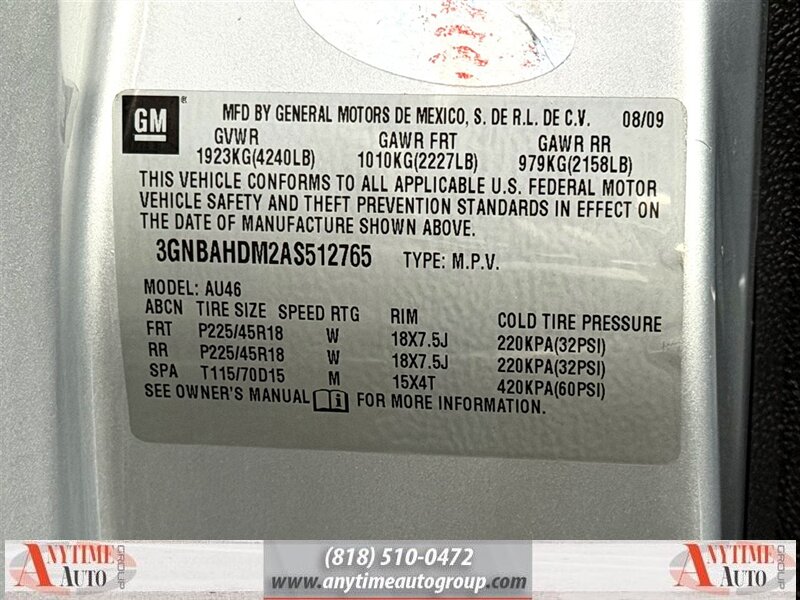 GM ® MFD BY GENERAL MOTORS DE MEXICO, S. DE R.L. DE C.V. 08/09
GVWR GAWR FRT GAWR RR
1923KG(4240LB) 1010KG(2227LB) 979KG(2158LB)
THIS VEHICLE CONFORMS TO ALL APPLICABLE U.S. FEDERAL MOTOR
VEHICLE SAFETY AND THEFT PREVENTION STANDARDS IN EFFECT ON
THE DATE OF MANUFACTURE SHOWN ABOVE.
3GNBAHDM2AS512765 TYPE: M.P.V.
MODEL: AU46
ABCN TIRE SIZE SPEED RTG RIM COLD TIRE PRESSURE
FRT P225/45R18 W 18X7.5J 220KPA(32PSI)
RR P225/45R18 W 18X7.5J 220KPA(32PSI)
SPA T115/70D15 M 15X4T 420KPA(60PSI)
SEE OWNER'S MANUAL FOR MORE INFORMATION.
ANYTIME AUTO GROUP
(818) 510-0472
www.anytimeautogroup.com
ANYTIME AUTO GROUP